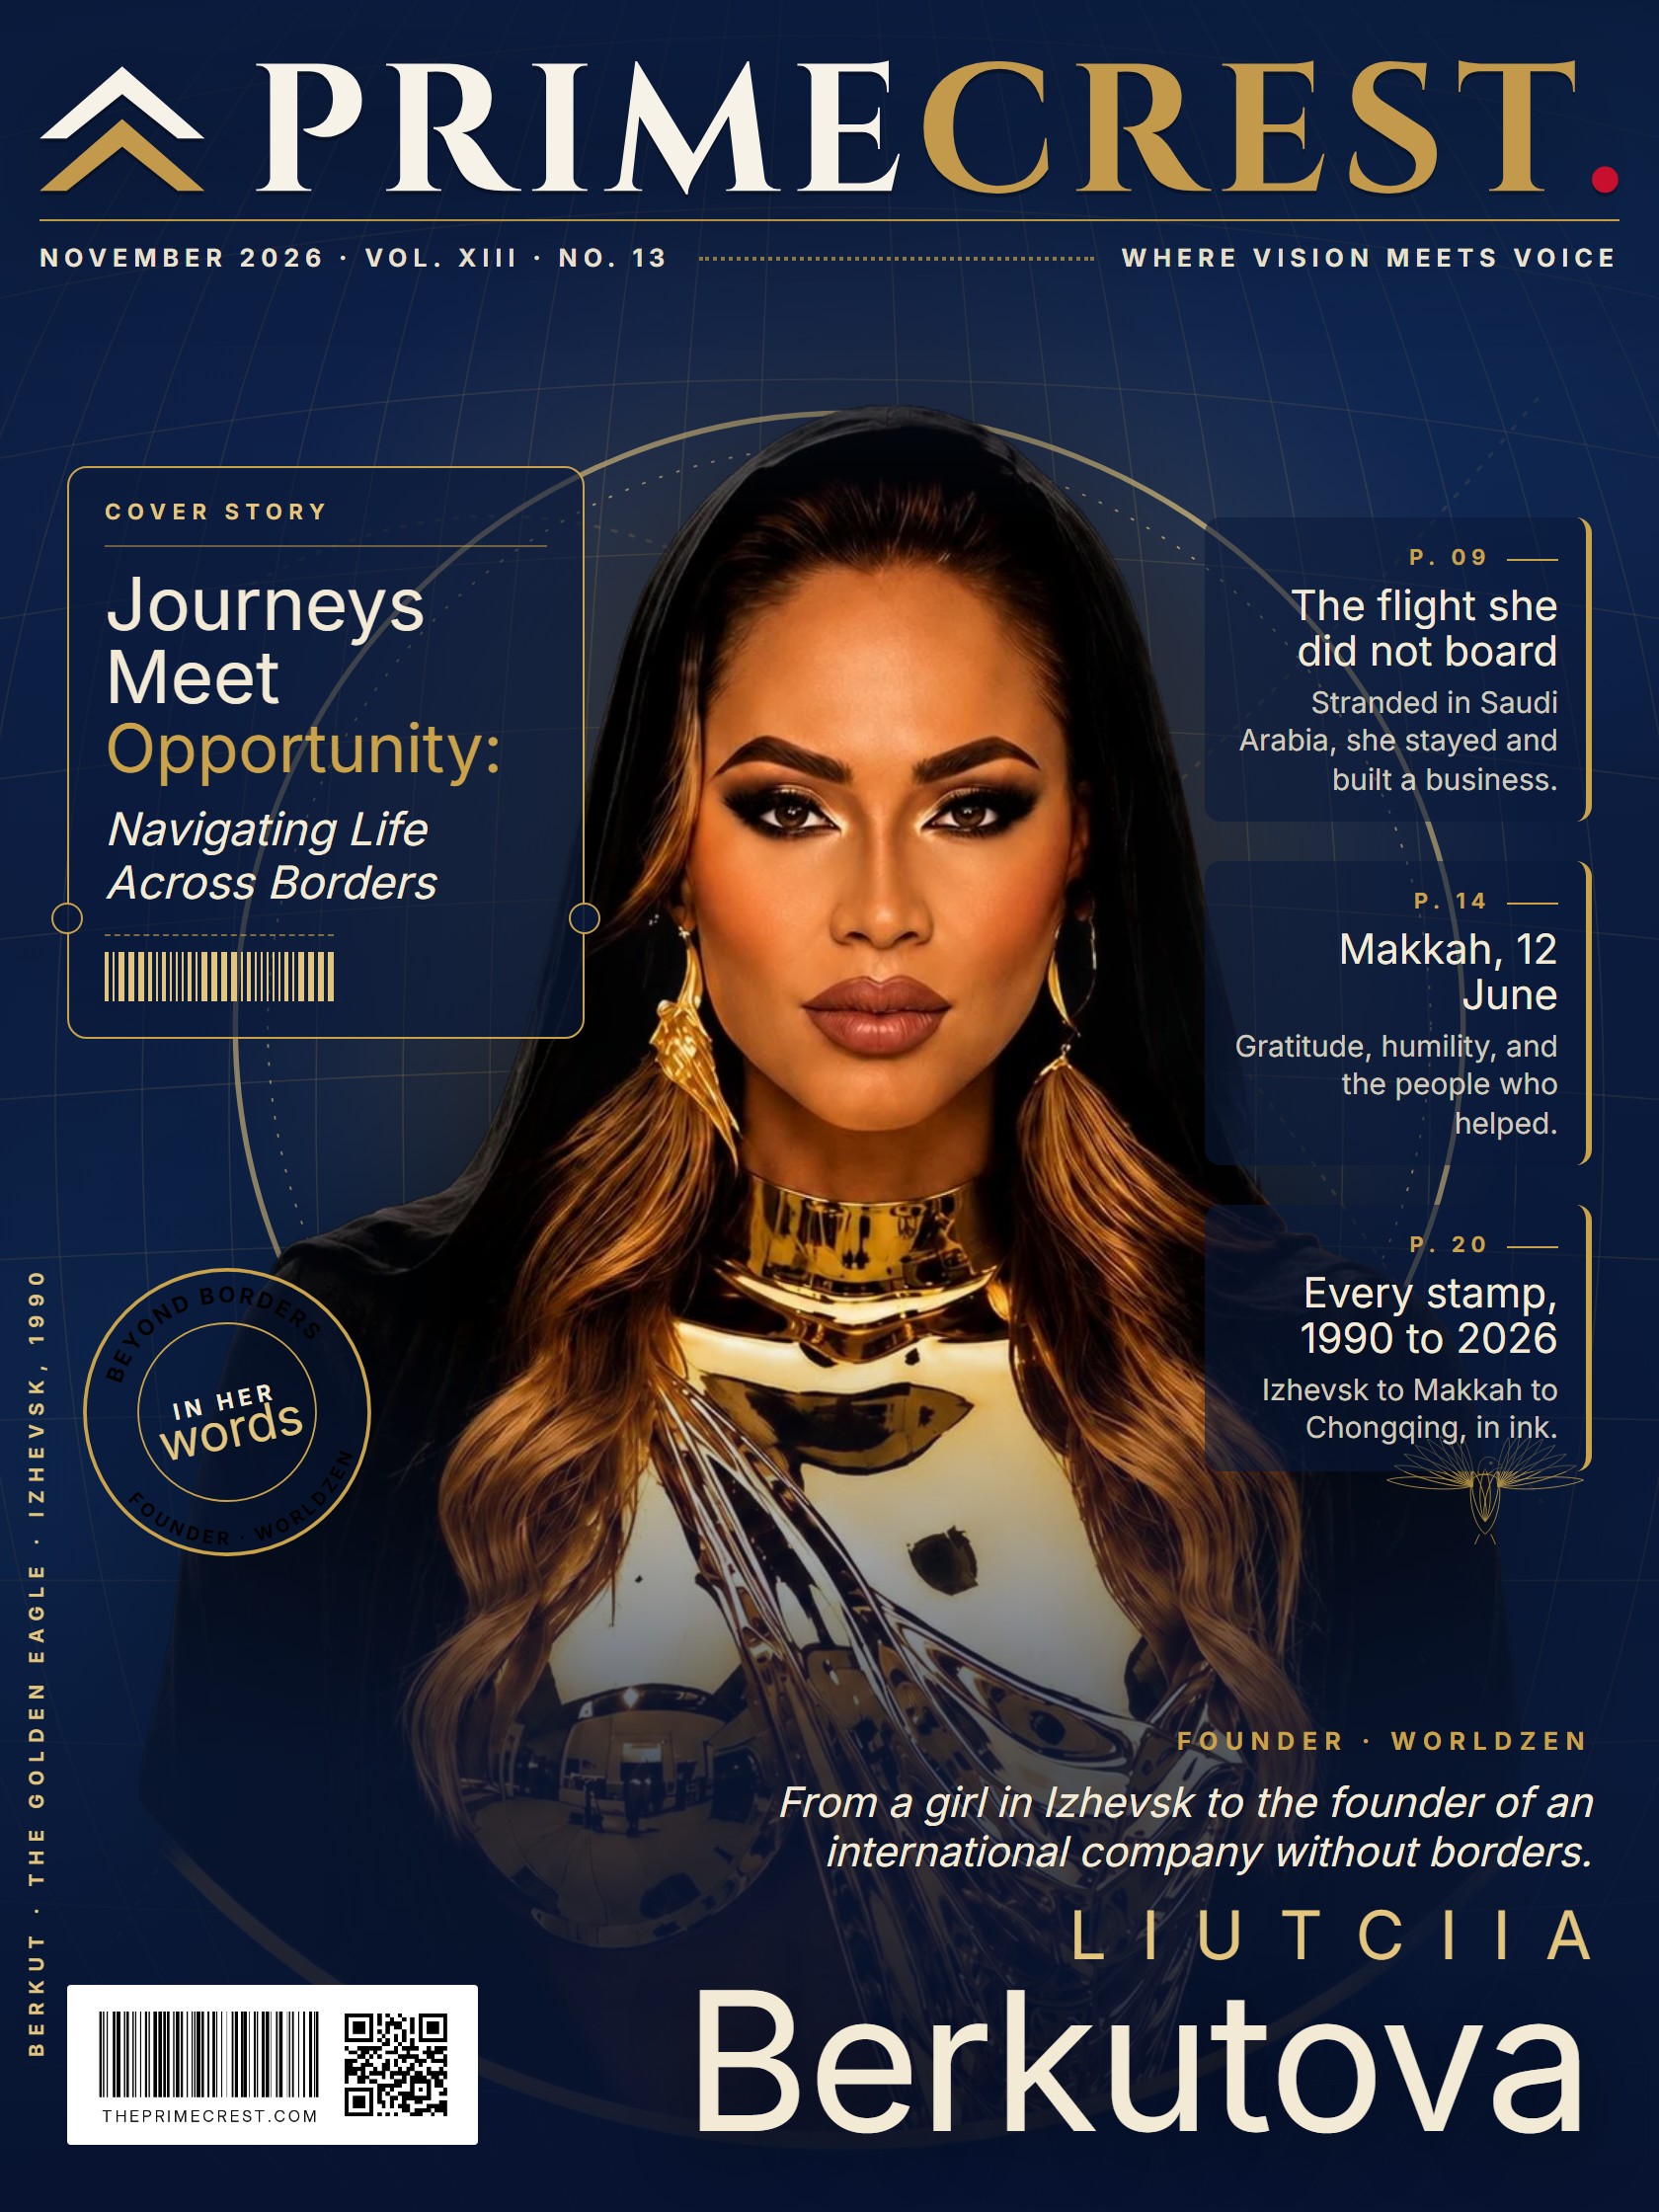 PRIMECREST.
NOVEMBER 2026 · VOL. XIII · NO. 13
WHERE VISION MEETS VOICE
COVER STORY
Journeys
Meet
Opportunity:
Navigating Life
Across Borders
P. 09
The flight she
did not board
Stranded in Saudi
Arabia, she stayed and
built a business.
P. 14
Makkah, 12
June
Gratitude, humility, and
the people who
helped.
P. 20
Every stamp,
1990 to 2026
Izhevsk to Makkah to
Chongqing, in ink.
BEYOND BORDERS
IN HER
words
FOUNDER · WORLDZEN
BERKUT · THE GOLDEN EAGLE · IZHEVSK, 1990
FOUNDER · WORLDZEN
From a girl in Izhevsk to the founder of an
international company without borders.
LIUTCIIA
Berkutova
THEPRIMECREST.COM